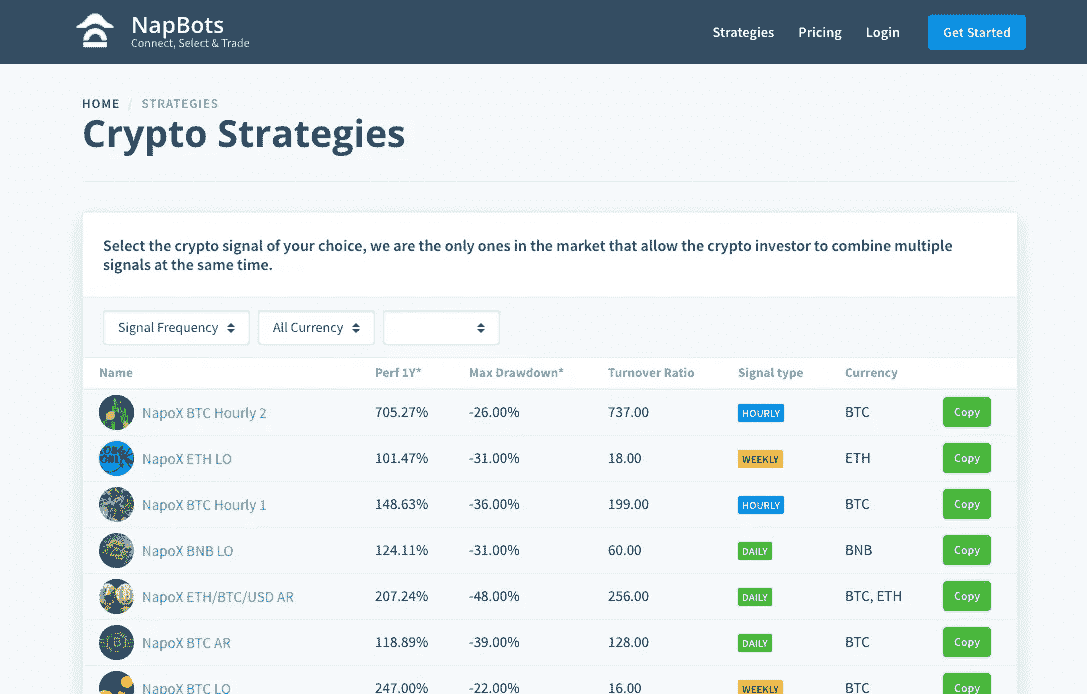 NapBots
Connect, Select & Trade
Strategies Pricing Login Get Started
HOME / STRATEGIES
Crypto Strategies
Select the crypto signal of your choice, we are the only ones in the market that allow the crypto investor to combine multiple
signals at the same time.
Signal Frequency All Currency
Name Perf 1Y* Max Drawdown* Turnover Ratio Signal type Currency
NapoX BTC Hourly 2 705.27% -26.00% 737.00 HOURLY BTC Copy
NapoX ETH LO 101.47% -31.00% 18.00 WEEKLY ETH Copy
NapoX BTC Hourly 1 148.63% -36.00% 199.00 HOURLY BTC Copy
NapoX BNB LO 124.11% -31.00% 60.00 DAILY BNB Copy
NapoX ETH/BTC/USD AR 207.24% -48.00% 256.00 DAILY BTC, ETH Copy
NapoX BTC AR 118.89% -39.00% 128.00 DAILY BTC Copy
NapoX BTC LO 247.00% -22.00% 16.00 WEEKLY BTC Copy